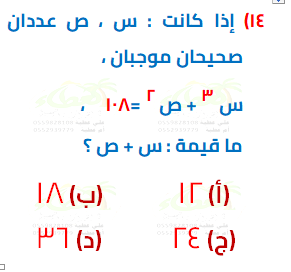 ١٤) إذا كانت : س ، ص عددان
صحيحان موجبان ،
س ٣ + ص ٢ = ١٠٨ ،
ما قيمة : س + ص ؟
(أ) ١٢ (ب) ١٨
(ج) ٢٤ (د) ٣٦